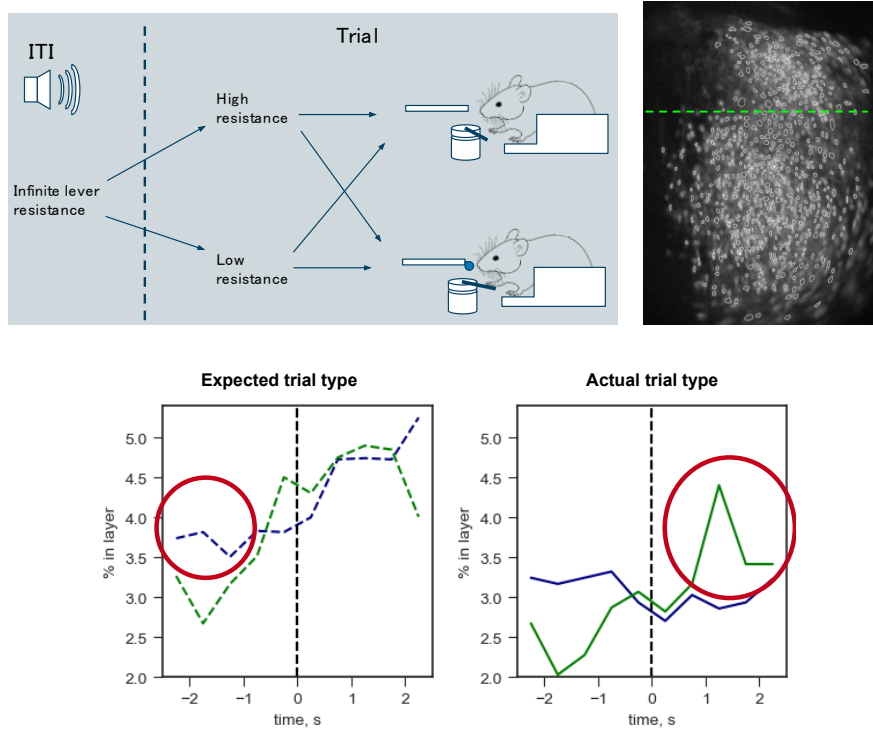 ITI
Trial
High
resistance
Infinite lever
resistance
Low
resistance
Expected trial type
% in layer
5.0
4.5
4.0
3.5
3.0
2.5
2.0
−2
−1
0
1
2
time, s
Actual trial type
% in layer
5.0
4.5
4.0
3.5
3.0
2.5
2.0
−2
−1
0
1
2
time, s